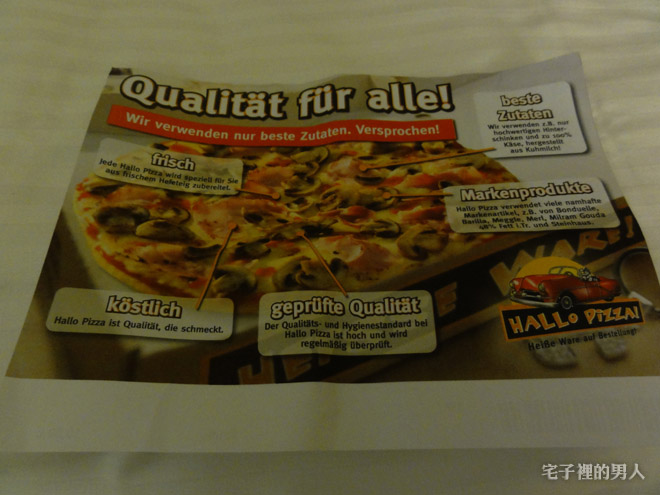 Qualität für alle!
Wir verwenden nur beste Zutaten. Versprochen!
beste
Zutaten
Wir verwenden z.B. nur
hochwertigen Hinter-
schinken und zu 100%
Käse, hergestellt
aus Kuhmilch!
frisch
Jede Hallo Pizza wird speziell für Sie
aus frischem Hefeteig zubereitet.
Markenprodukte
Hallo Pizza verwendet viele namhafte
Markenartikel, z.B. von Bonduelle,
Barilla, Meggle, Merl, Milram Gouda
48% Fett i.Tr. und Steinhaus.
köstlich
Hallo Pizza ist Qualität, die schmeckt.
geprüfte Qualität
Der Qualitäts- und Hygienestandard bei
Hallo Pizza ist hoch und wird
regelmäßig überprüft.
HALLO PIZZA!
Heiße Ware auf Bestellung!
宅子裡的男人